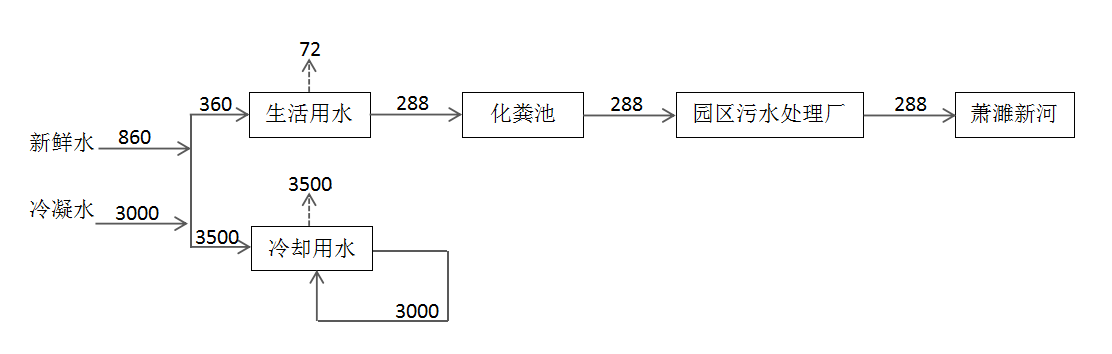 72
360
生活用水
288
化粪池
288
园区污水处理厂
288
萧濉新河
新鲜水
860
冷凝水
3000
3500
3500
冷却用水
3000